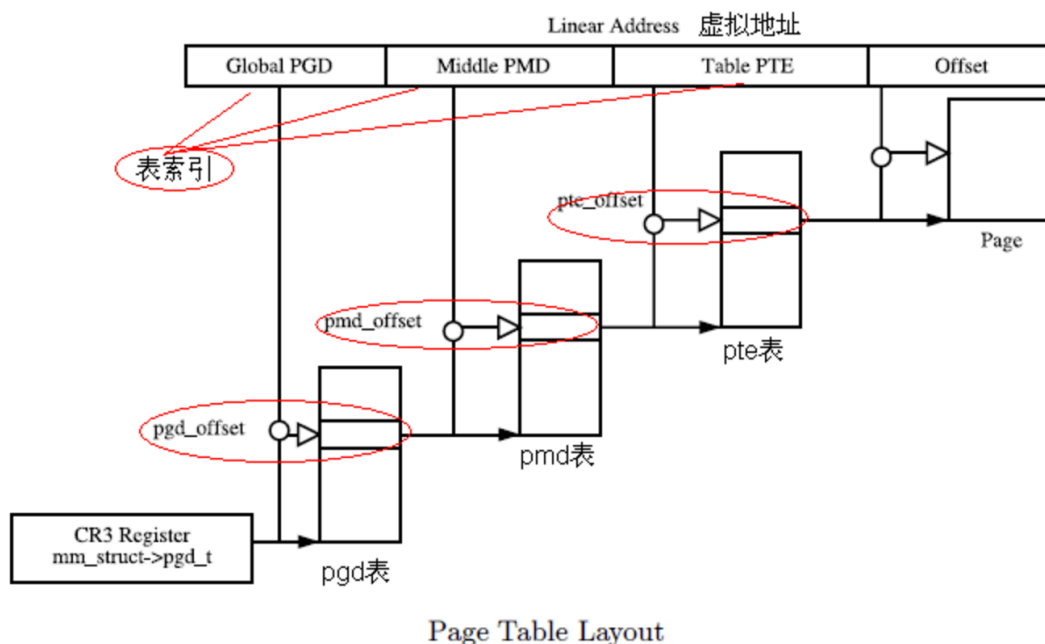 Linear Address 虚拟地址
Global PGD Middle PMD Table PTE Offset
表索引
pte_offset
Page
pmd_offset
pte表
pgd_offset
pmd表
CR3 Register
mm_struct->pgd_t
pgd表
Page Table Layout